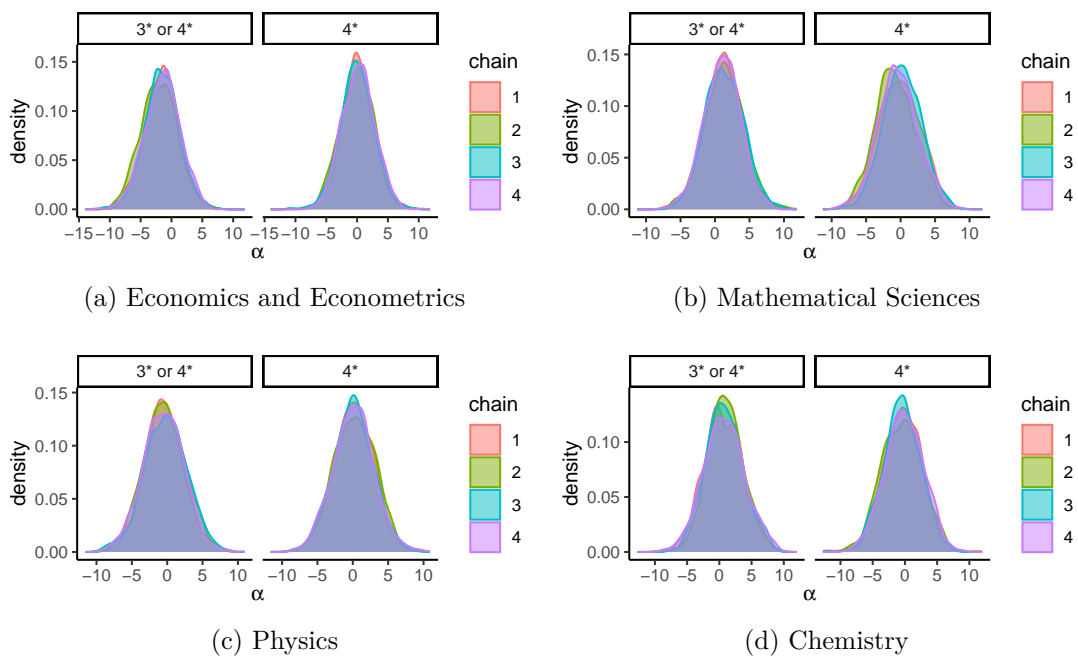 3* or 4*
4*
chain
1
2
3
4
density
0.15
0.10
0.05
0.00
−15 −10 −5 0 5 10
−15 −10 −5 0 5 10
α
(a) Economics and Econometrics
3* or 4*
4*
chain
1
2
3
4
density
0.15
0.10
0.05
0.00
−10 −5 0 5 10
−10 −5 0 5 10
α
(b) Mathematical Sciences
3* or 4*
4*
chain
1
2
3
4
density
0.15
0.10
0.05
0.00
−10 −5 0 5 10
−10 −5 0 5 10
α
(c) Physics
3* or 4*
4*
chain
1
2
3
4
density
0.10
0.05
0.00
−10 −5 0 5 10
−10 −5 0 5 10
α
(d) Chemistry